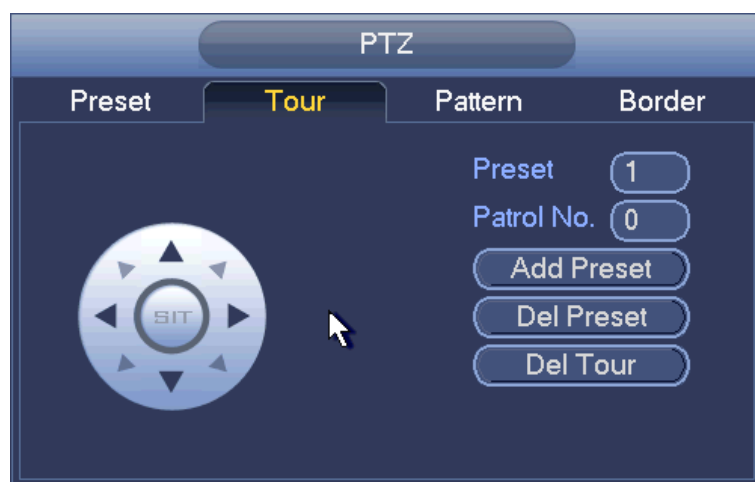 PTZ
Preset Tour Pattern Border
Preset 1
Patrol No. 0
Add Preset
SIT Del Preset
Del Tour